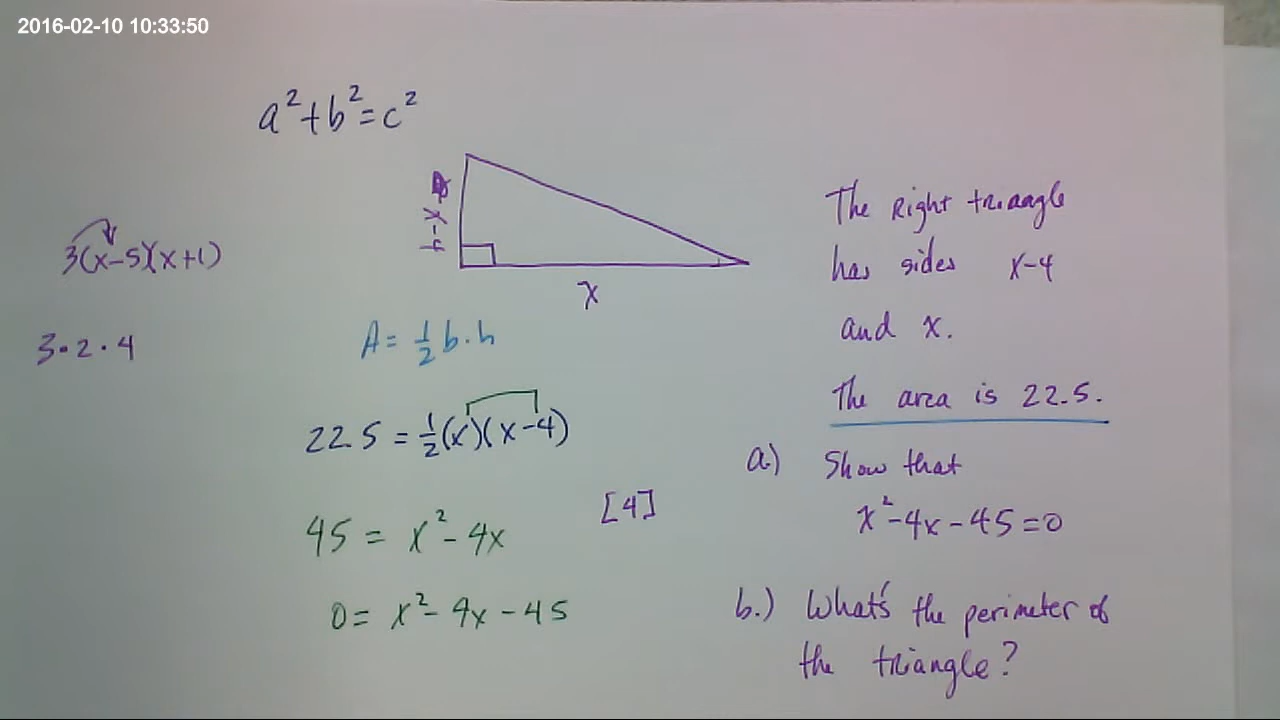 2016-02-10 10:33:50
a²+b²=c²
x-4
x
3(x-5)(x+1)
3·2·4
A= 1/2 b.h
22.5 = 1/2(x)(x-4)
[4]
45 = x²-4x
0= x²-4x-45
The Right triangle
has sides x-4
and x.
The area is 22.5.
a.) Show that
x²-4x-45=0
b.) What's the perimeter of
the triangle?